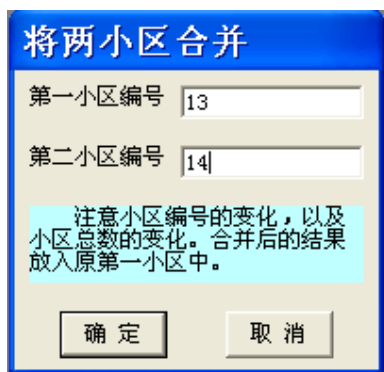 将两小区合并
第一小区编号 13
第二小区编号 14
注意小区编号的变化，以及
小区总数的变化。合并后的结果
放入原第一小区中。
确 定 取 消